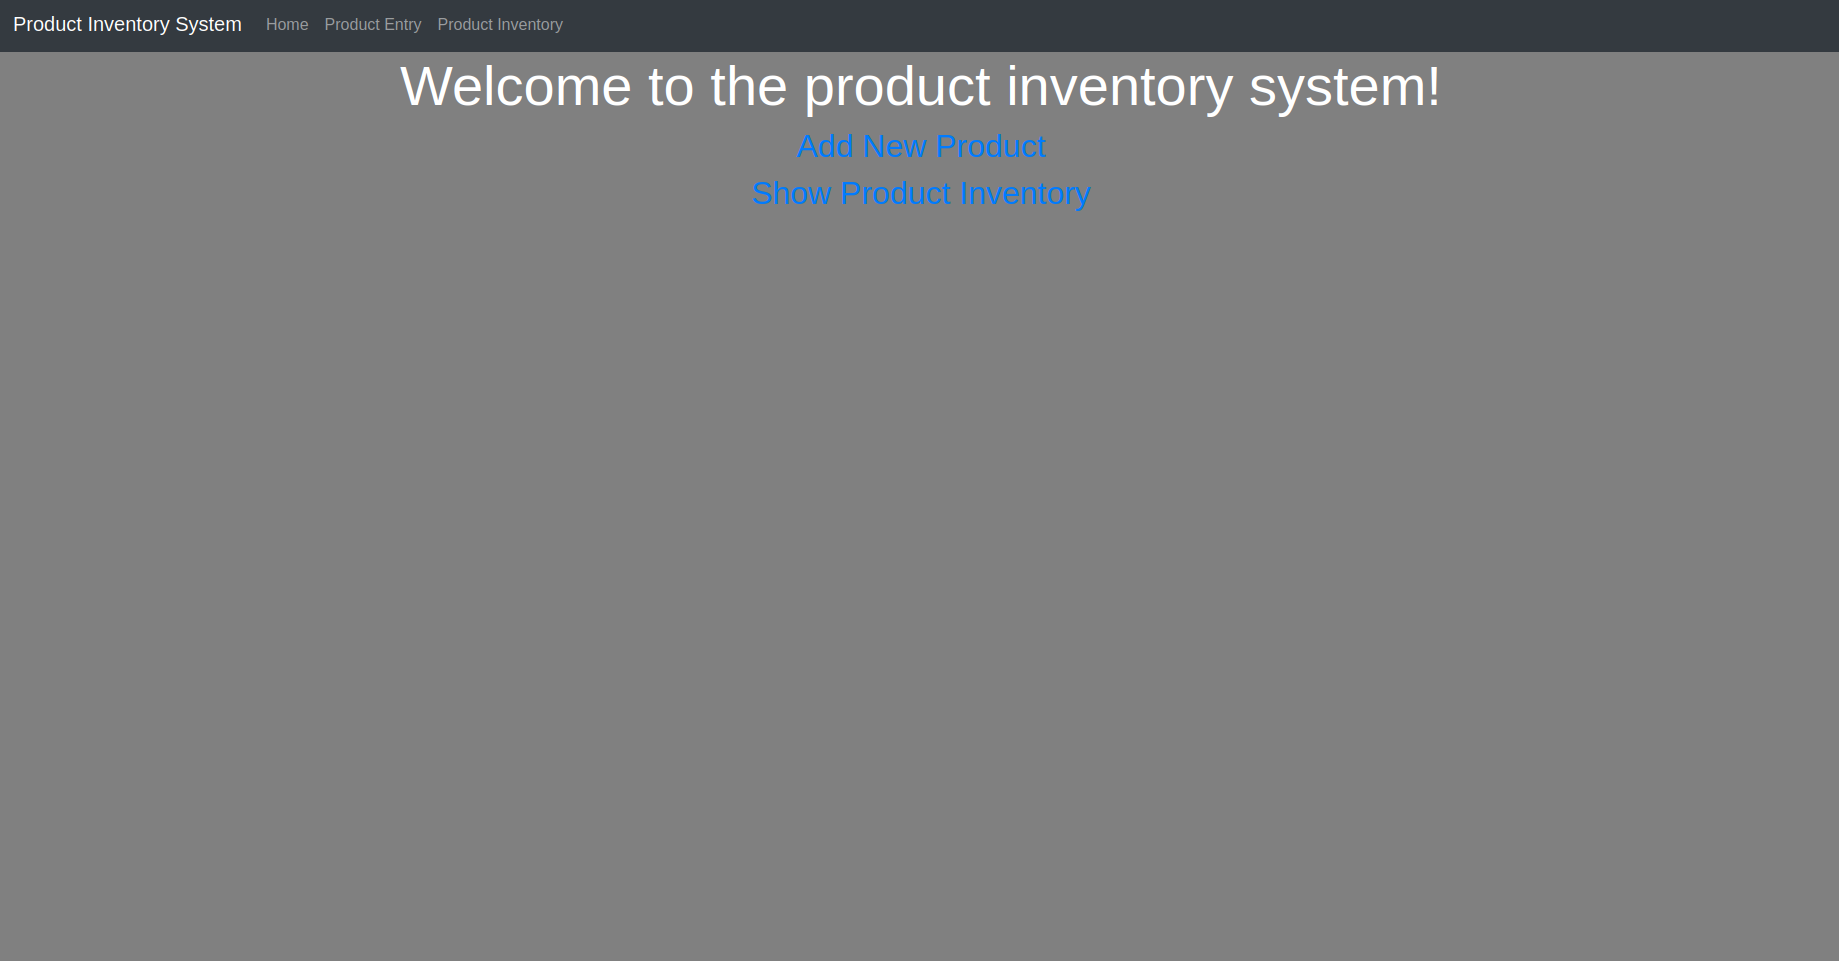 Product Inventory System Home Product Entry Product Inventory
Welcome to the product inventory system!
Add New Product
Show Product Inventory